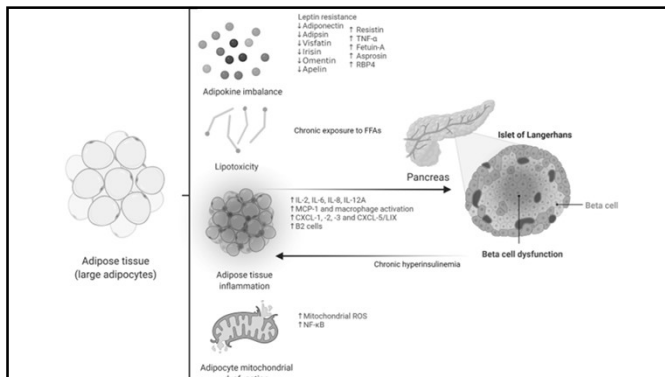 Leptin resistance
↓Adiponectin
↓Adipsin
↓Visfatin
↓Irisin
↓Omentin
↓Apelin
↑ Resistin
↑ TNF-α
↑ Fetuin-A
↑ Asprosin
↑ RBP4
Adipokine imbalance
Chronic exposure to FFAs
Lipotoxicity
Islet of Langerhans
Pancreas
Beta cell
↑IL-2, IL-6, IL-8, IL-12A
↑MCP-1 and macrophage activation
↑CXCL-1, -2, -3 and CXCL-5/LIX
↑B2 cells
Beta cell dysfunction
Adipose tissue
(large adipocytes)
Chronic hyperinsulinemia
Adipose tissue
inflammation
↑Mitochondrial ROS
↑NF-κB
Adipocyte mitochondrial